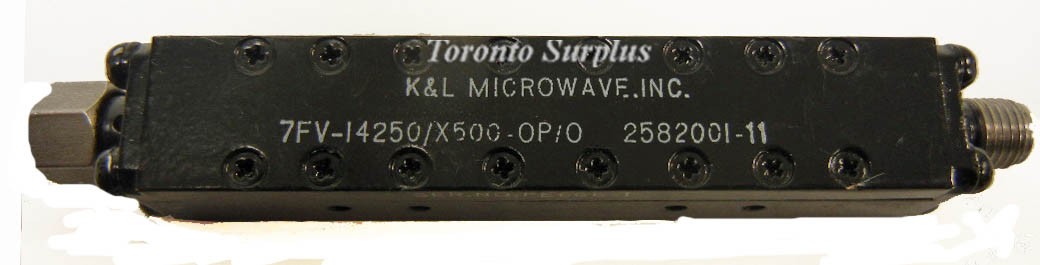 Toronto Surplus
K&L MICROWAVE.INC.
7FV-14250/X500-OP/O 2582001-11